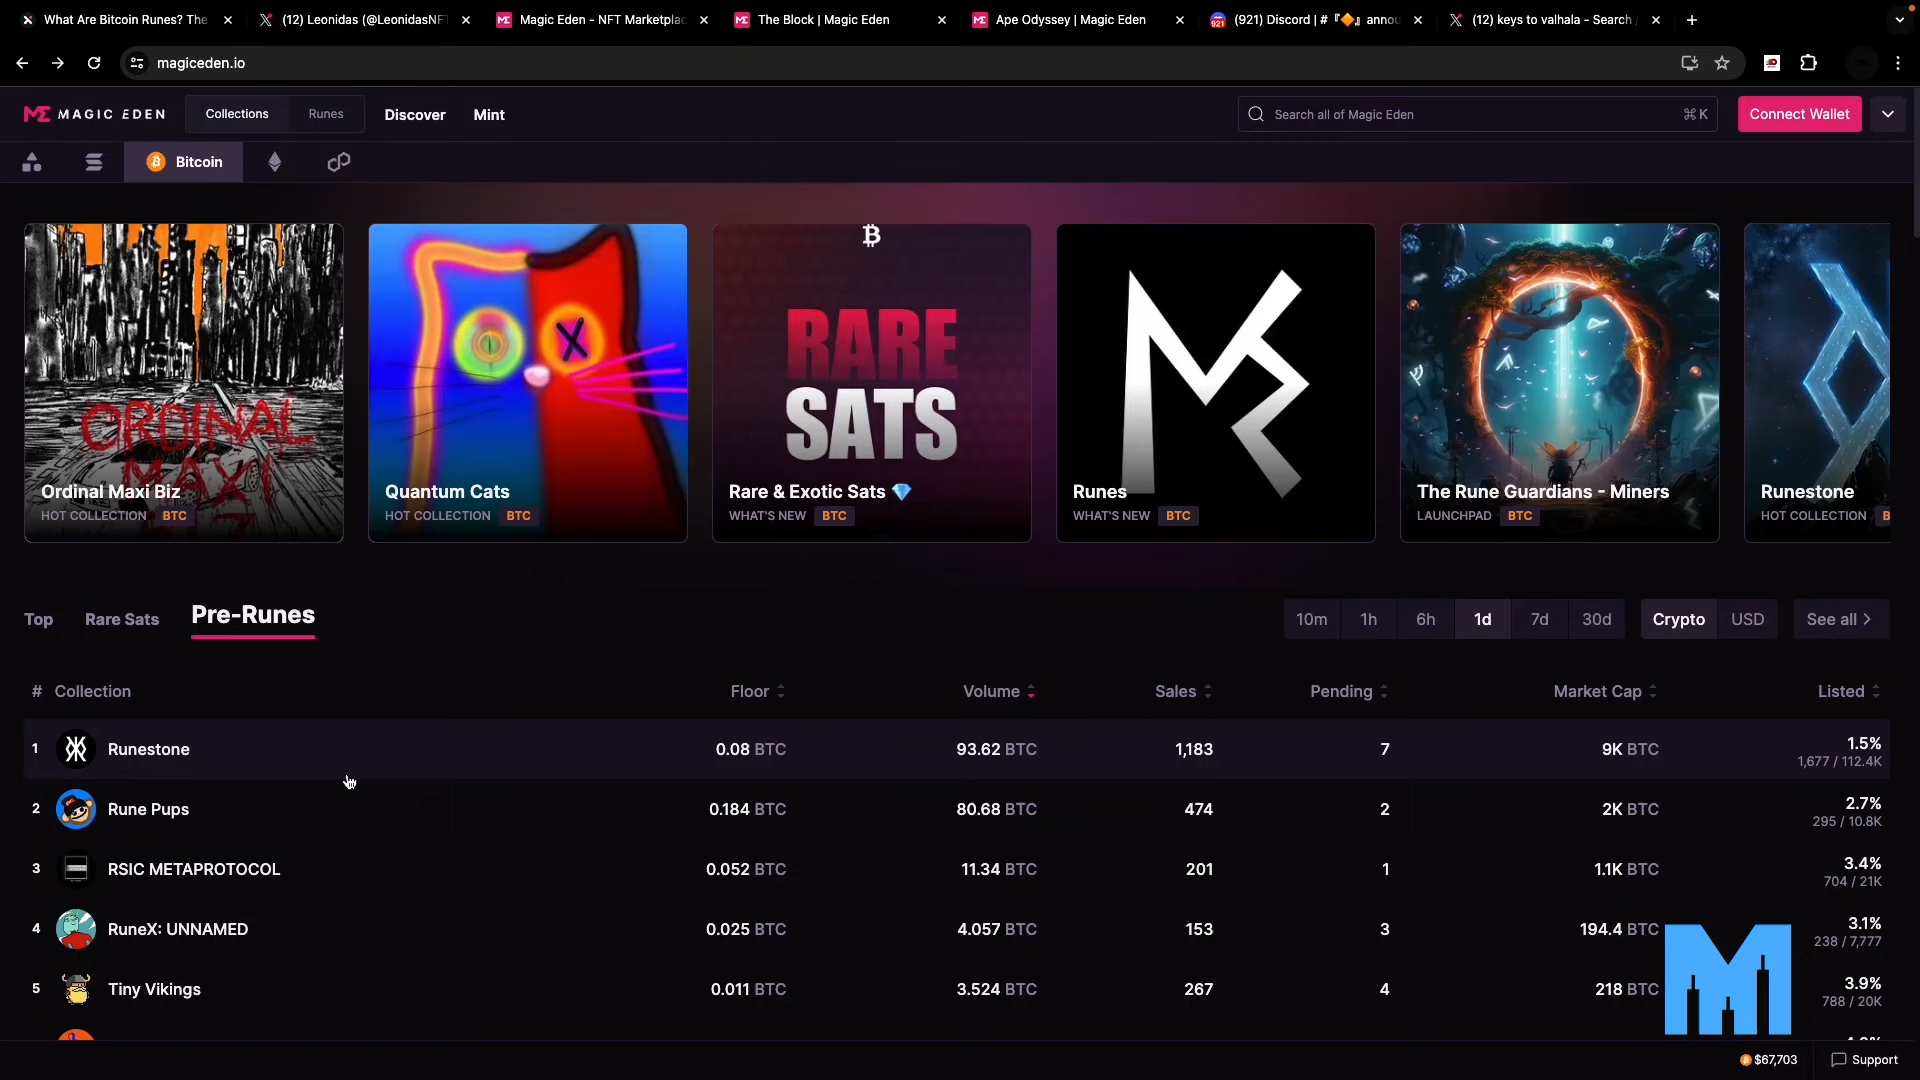 What Are Bitcoin Runes? The
(12) Leonidas (@LeonidasNF
Magic Eden - NFT Marketplac
The Block | Magic Eden
Ape Odyssey | Magic Eden
(921) Discord | #『🔶』annou
(12) keys to valhala - Search
magiceden.io
MAGIC EDEN
Collections
Runes
Discover
Mint
Search all of Magic Eden
⌘K
Connect Wallet
Bitcoin
ORDINAL
MAXI
Ordinal Maxi Biz
HOT COLLECTION BTC
Quantum Cats
HOT COLLECTION BTC
RARE
SATS
Rare & Exotic Sats 💎
WHAT'S NEW BTC
Runes
WHAT'S NEW BTC
The Rune Guardians - Miners
LAUNCHPAD BTC
Runestone
HOT COLLECTION B
Top Rare Sats Pre-Runes
10m 1h 6h 1d 7d 30d Crypto USD See all >
# Collection Floor Volume Sales Pending Market Cap Listed
1 Runestone 0.08 BTC 93.62 BTC 1,183 7 9K BTC 1.5%
1,677 / 112.4K
2 Rune Pups 0.184 BTC 80.68 BTC 474 2 2K BTC 2.7%
295 / 10.8K
3 RSIC METAPROTOCOL 0.052 BTC 11.34 BTC 201 1 1.1K BTC 3.4%
704 / 21K
4 RuneX: UNNAMED 0.025 BTC 4.057 BTC 153 3 194.4 BTC 3.1%
238 / 7,777
5 Tiny Vikings 0.011 BTC 3.524 BTC 267 4 218 BTC 3.9%
788 / 20K
$67,703
Support